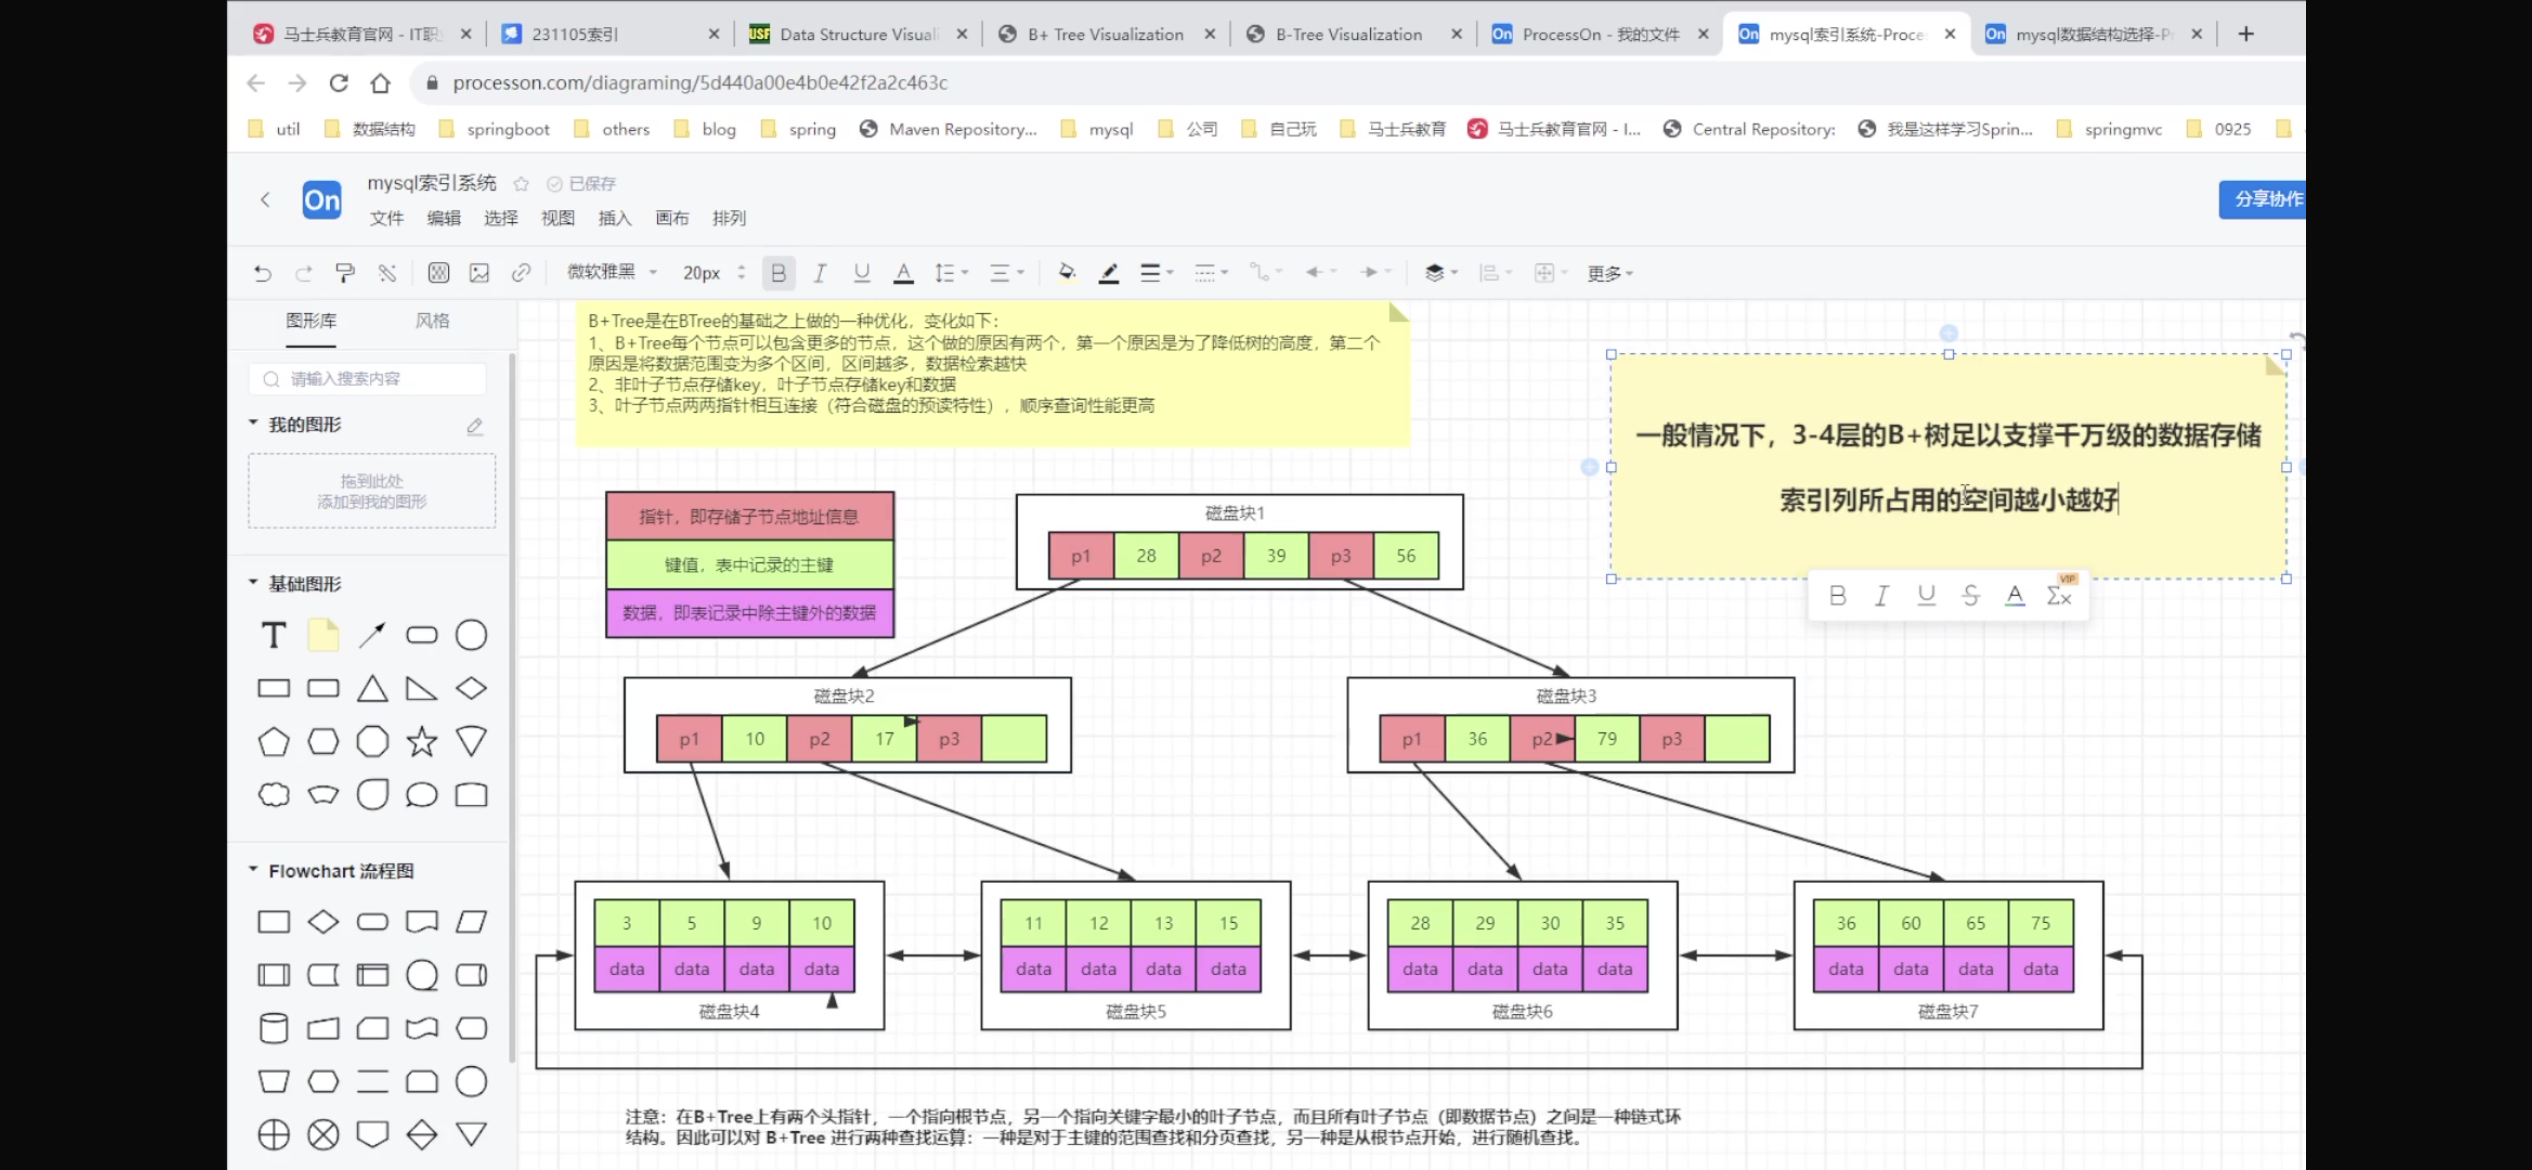 马士兵教育官网 - IT职
231105索引
Data Structure Visuali
B+ Tree Visualization
B-Tree Visualization
ProcessOn - 我的文件
mysql索引系统-Proce
mysql数据结构选择-P
processon.com/diagraming/5d440a00e4b0e42f2a2c463c
util 数据结构 springboot others blog spring Maven Repository... mysql 公司 自己玩 马士兵教育 马士兵教育官网 - I... Central Repository: 我是这样学习Sprin... springmvc 0925
On
mysql索引系统 已保存
文件 编辑 选择 视图 插入 画布 排列
分享协作
微软雅黑 20px B I U A 更多
图形库 风格
请输入搜索内容
我的图形
拖到此处
添加到我的图形
基础图形
T
Flowchart 流程图
B+Tree是在BTree的基础之上做的一种优化，变化如下：
1、B+Tree每个节点可以包含更多的节点，这个做的原因有两个，第一个原因是为了降低树的高度，第二个
原因是将数据范围变为多个区间，区间越多，数据检索越快
2、非叶子节点存储key，叶子节点存储key和数据
3、叶子节点两两指针相互连接（符合磁盘的预读特性），顺序查询性能更高
一般情况下，3-4层的B+树足以支撑千万级的数据存储
索引列所占用的空间越小越好
B I U S A Σx VIP
指针，即存储子节点地址信息
键值，表中记录的主键
数据，即表记录中除主键外的数据
磁盘块1
p1 28 p2 39 p3 56
磁盘块2
p1 10 p2 17 p3
磁盘块3
p1 36 p2 79 p3
3 5 9 10
data data data data
磁盘块4
11 12 13 15
data data data data
磁盘块5
28 29 30 35
data data data data
磁盘块6
36 60 65 75
data data data data
磁盘块7
注意：在B+Tree上有两个头指针，一个指向根节点，另一个指向关键字最小的叶子节点，而且所有叶子节点（即数据节点）之间是一种链式环
结构。因此可以对 B+Tree 进行两种查找运算：一种是对于主键的范围查找和分页查找，另一种是从根节点开始，进行随机查找。